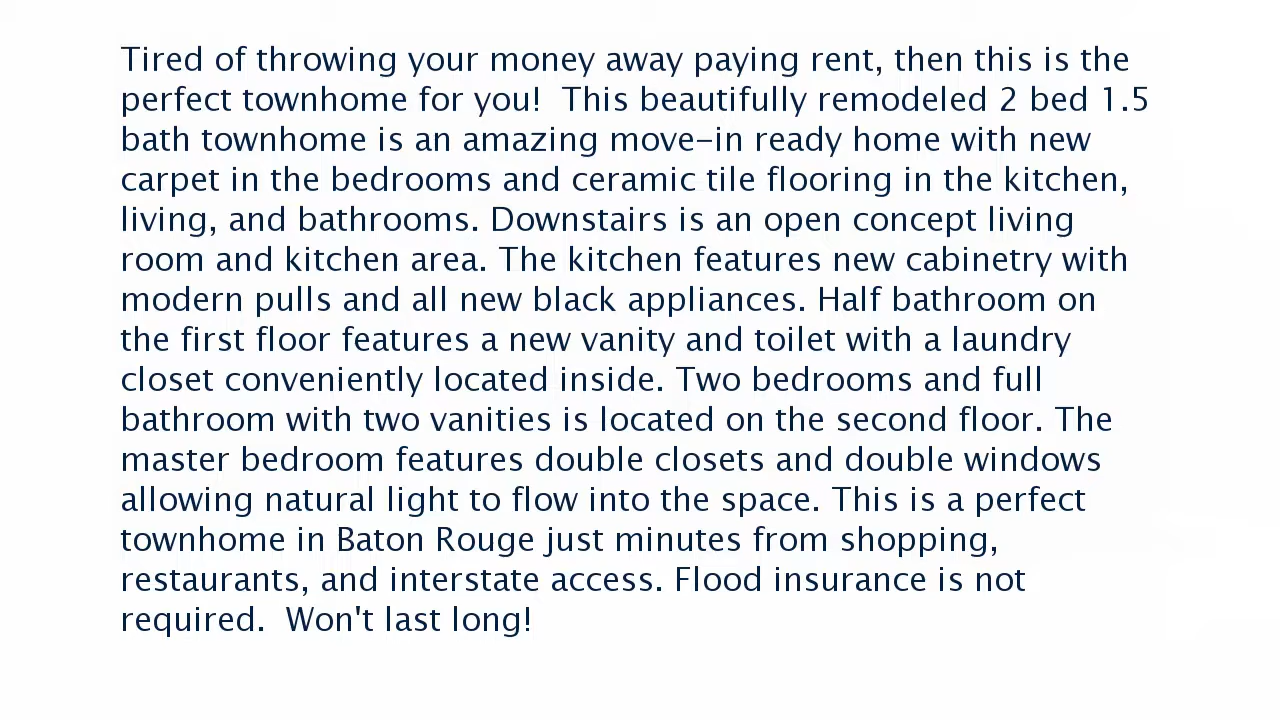 Tired of throwing your money away paying rent, then this is the
perfect townhome for you!  This beautifully remodeled 2 bed 1.5
bath townhome is an amazing move-in ready home with new
carpet in the bedrooms and ceramic tile flooring in the kitchen,
living, and bathrooms. Downstairs is an open concept living
room and kitchen area. The kitchen features new cabinetry with
modern pulls and all new black appliances. Half bathroom on
the first floor features a new vanity and toilet with a laundry
closet conveniently located inside. Two bedrooms and full
bathroom with two vanities is located on the second floor. The
master bedroom features double closets and double windows
allowing natural light to flow into the space. This is a perfect
townhome in Baton Rouge just minutes from shopping,
restaurants, and interstate access. Flood insurance is not
required.  Won't last long!